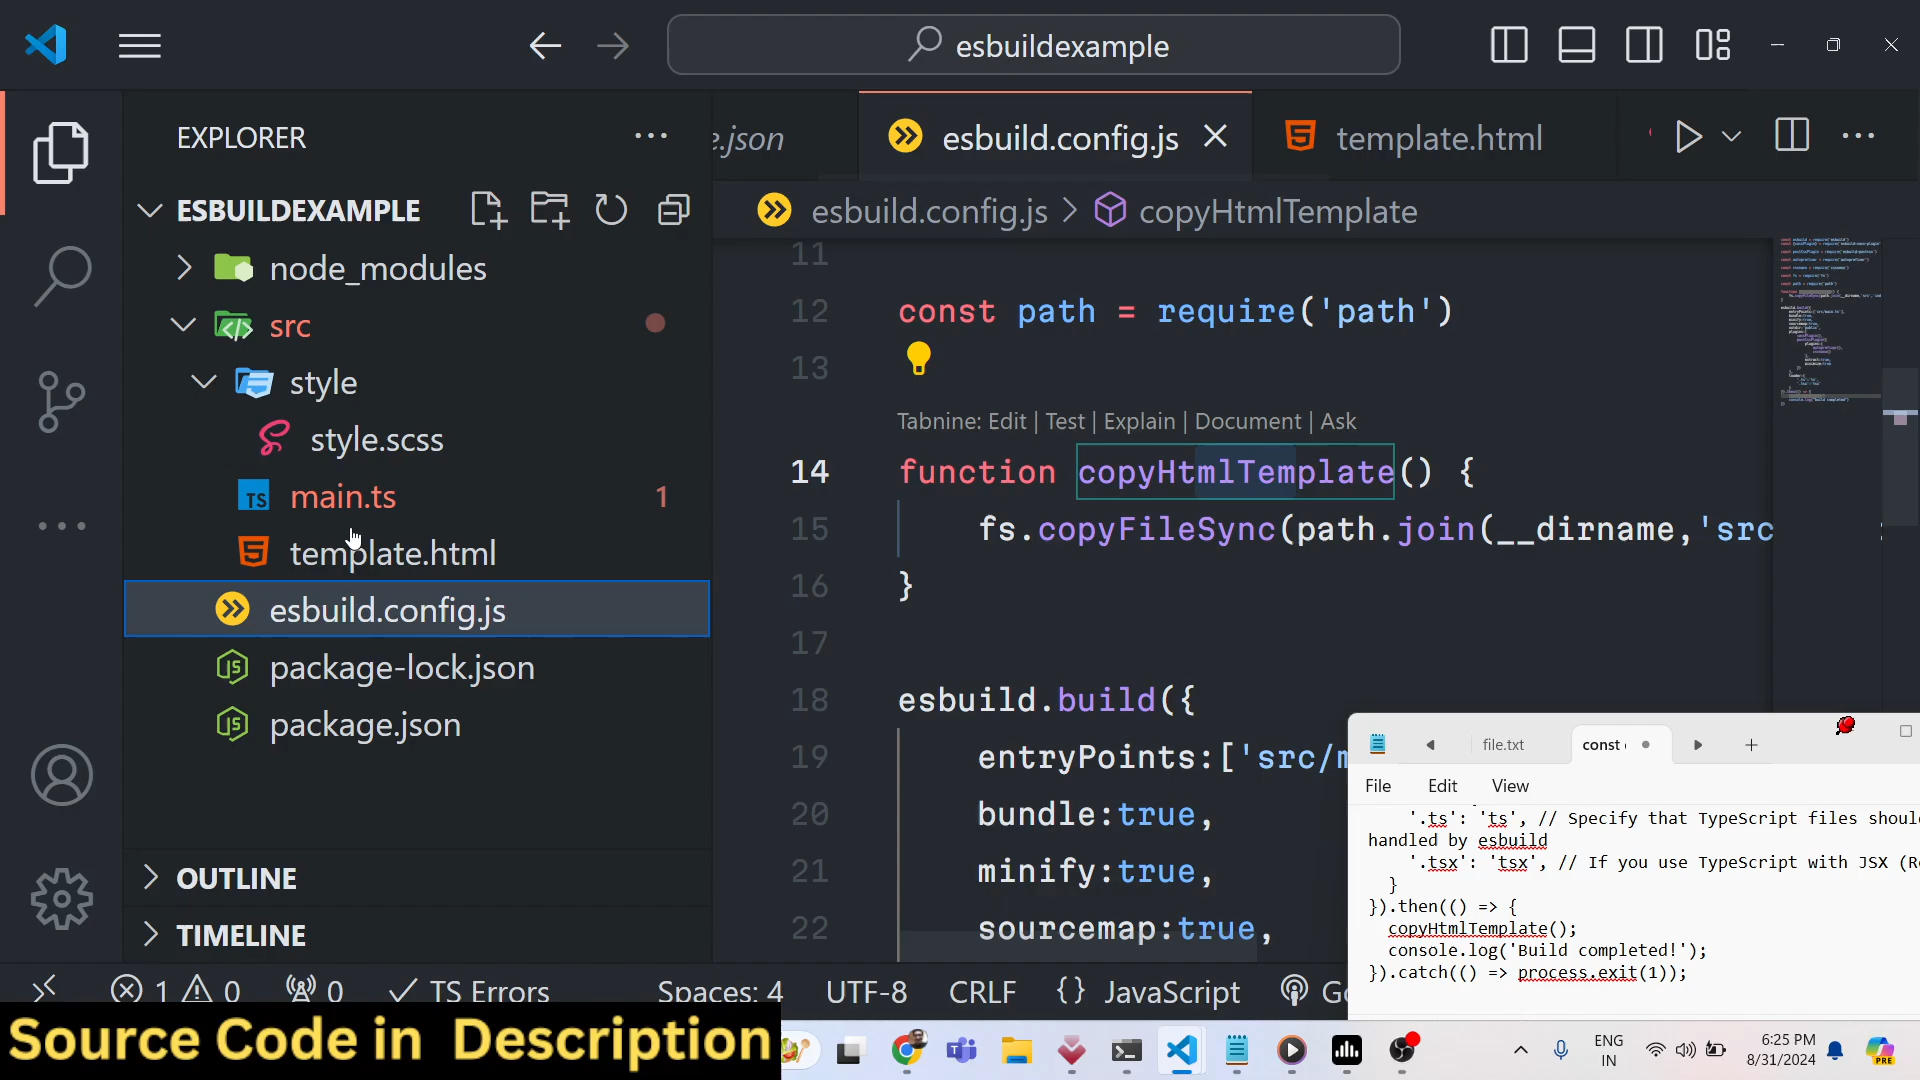 esbuildexample
EXPLORER
ESBUILDEXAMPLE
node_modules
src
style
style.scss
main.ts 1
template.html
esbuild.config.js
package-lock.json
package.json
OUTLINE
TIMELINE
e.json
esbuild.config.js
template.html
esbuild.config.js > copyHtmlTemplate
11
12 const path = require('path')
13
Tabnine: Edit | Test | Explain | Document | Ask
14 function copyHtmlTemplate() {
15 fs.copyFileSync(path.join(__dirname,'src
16 }
17
18 esbuild.build({
19 entryPoints:['src/m
20 bundle:true,
21 minify:true,
22 sourcemap:true,
file.txt
const
File Edit View
'.ts': 'ts', // Specify that TypeScript files shoul
handled by esbuild
'.tsx': 'tsx', // If you use TypeScript with JSX (R
}
}).then(() => {
copyHtmlTemplate();
console.log('Build completed!');
}).catch(() => process.exit(1));
1 0 0 TS Errors Spaces: 4 UTF-8 CRLF {} JavaScript G
Source Code in Description
ENG
IN
6:25 PM
8/31/2024